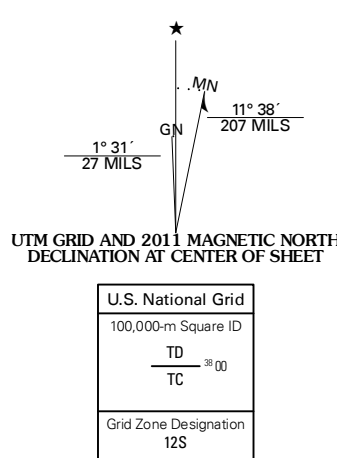 ★
MN
GN
11° 38´
207 MILS
1° 31´
27 MILS
UTM GRID AND 2011 MAGNETIC NORTH
DECLINATION AT CENTER OF SHEET
U.S. National Grid
100,000-m Square ID
TD
38 00
TC
Grid Zone Designation
12S